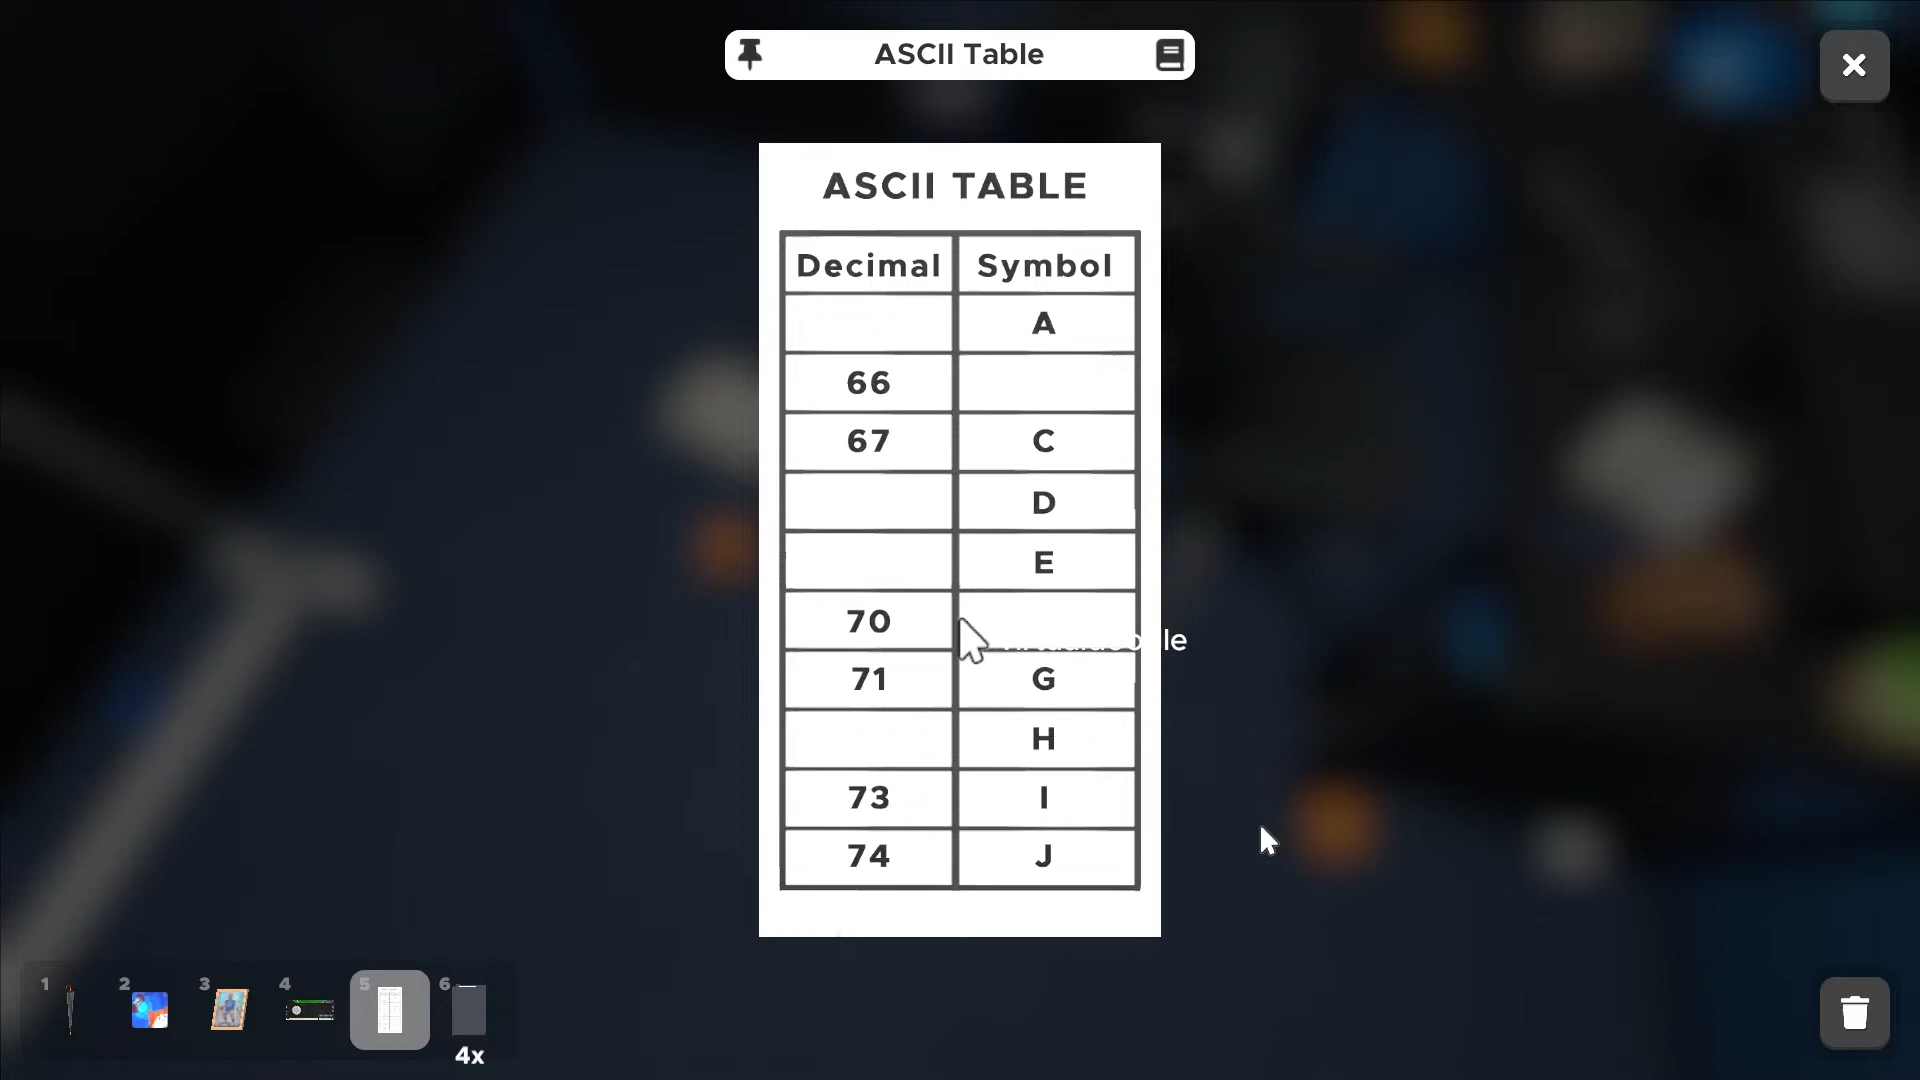 ASCII Table
ASCII TABLE
Decimal Symbol
A
66
67 C
D
E
70
71 G
H
73 I
74 J
1 2 3 4 5 6
4x